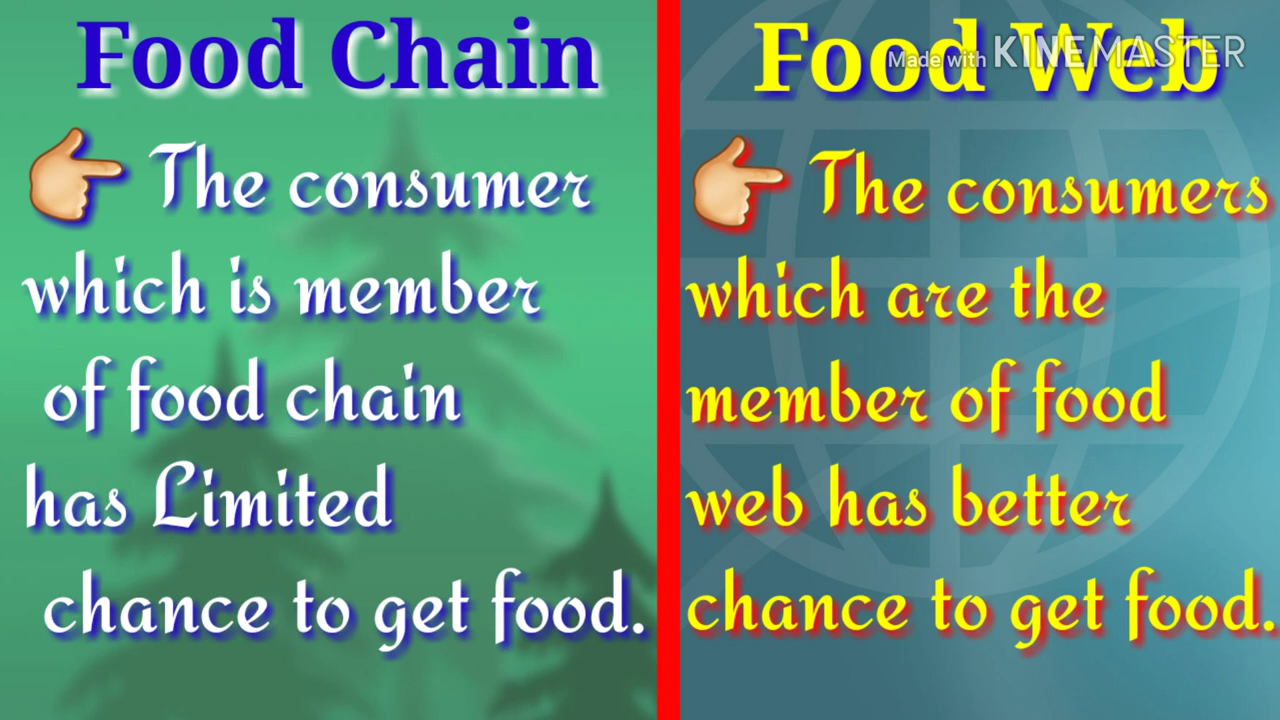 Food Chain
The consumer
which is member
of food chain
has Limited
chance to get food.
Food Web
Made with KINEMASTER
The consumers
which are the
member of food
web has better
chance to get food.